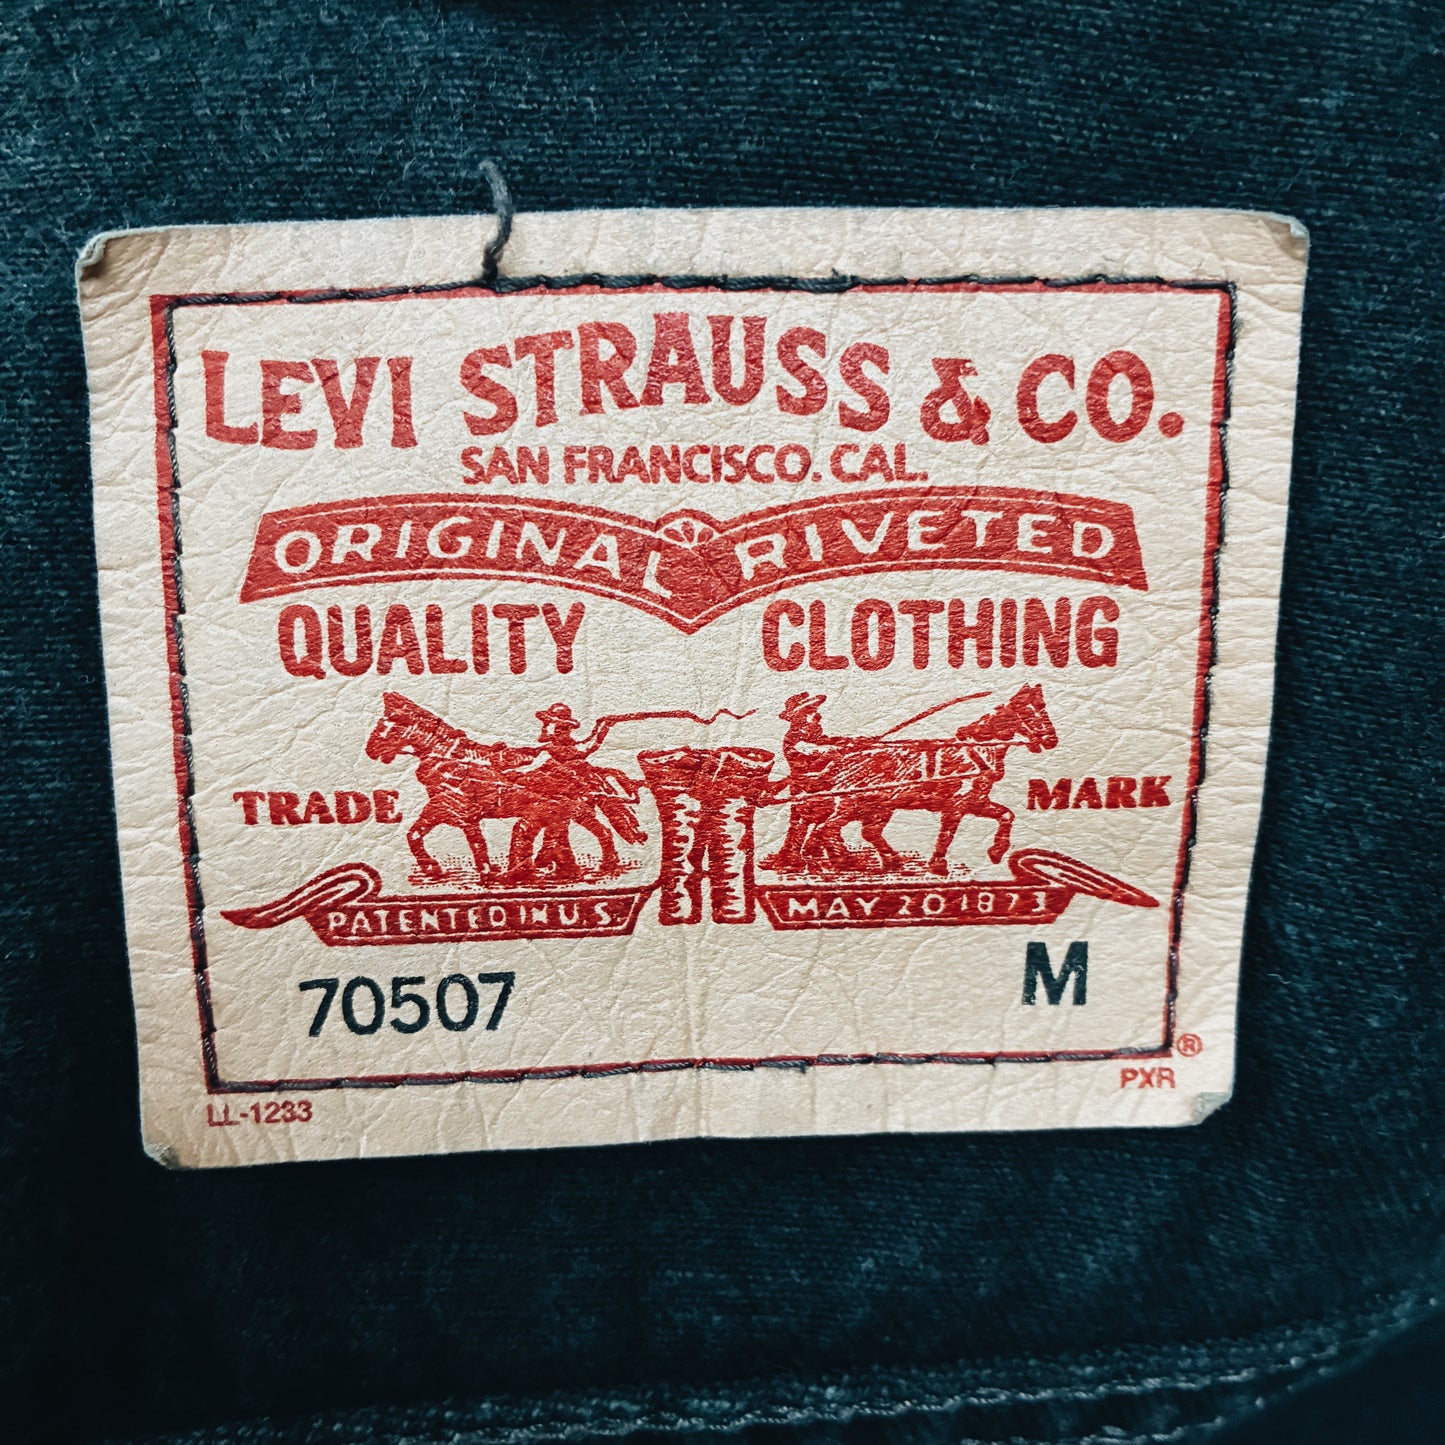 LEVI STRAUSS & CO.
SAN FRANCISCO. CAL.
ORIGINAL RIVETED
QUALITY CLOTHING
TRADE MARK
PATENTED IN U.S. MAY 20 1873
70507 M
®
LL-1233 PXR